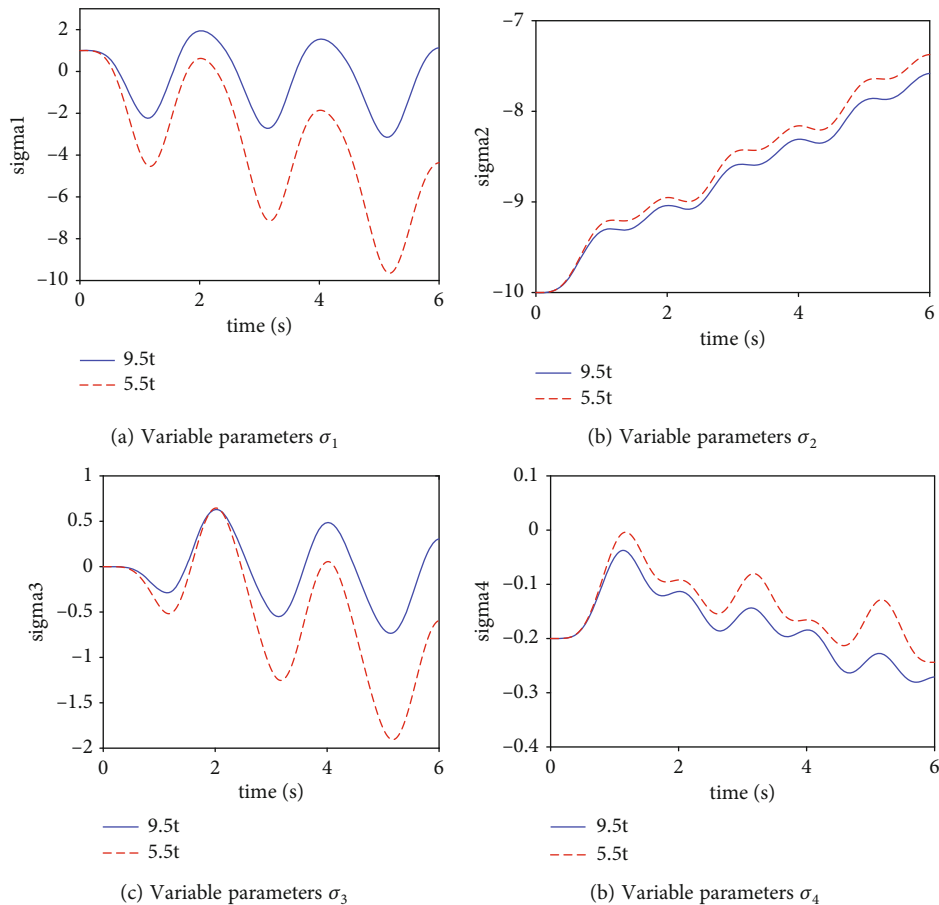 2
0
−2
−4
−6
−8
−10
sigma1
0
2
4
6
time (s)
9.5t
5.5t
(a) Variable parameters σ1
−7
−8
−9
−10
sigma2
0
2
4
6
time (s)
9.5t
5.5t
(b) Variable parameters σ2
1
0.5
0
−0.5
−1
−1.5
−2
sigma3
0
2
4
6
time (s)
9.5t
5.5t
(c) Variable parameters σ3
0.1
0
−0.1
−0.2
−0.3
−0.4
sigma4
0
2
4
6
time (s)
9.5t
5.5t
(b) Variable parameters σ4